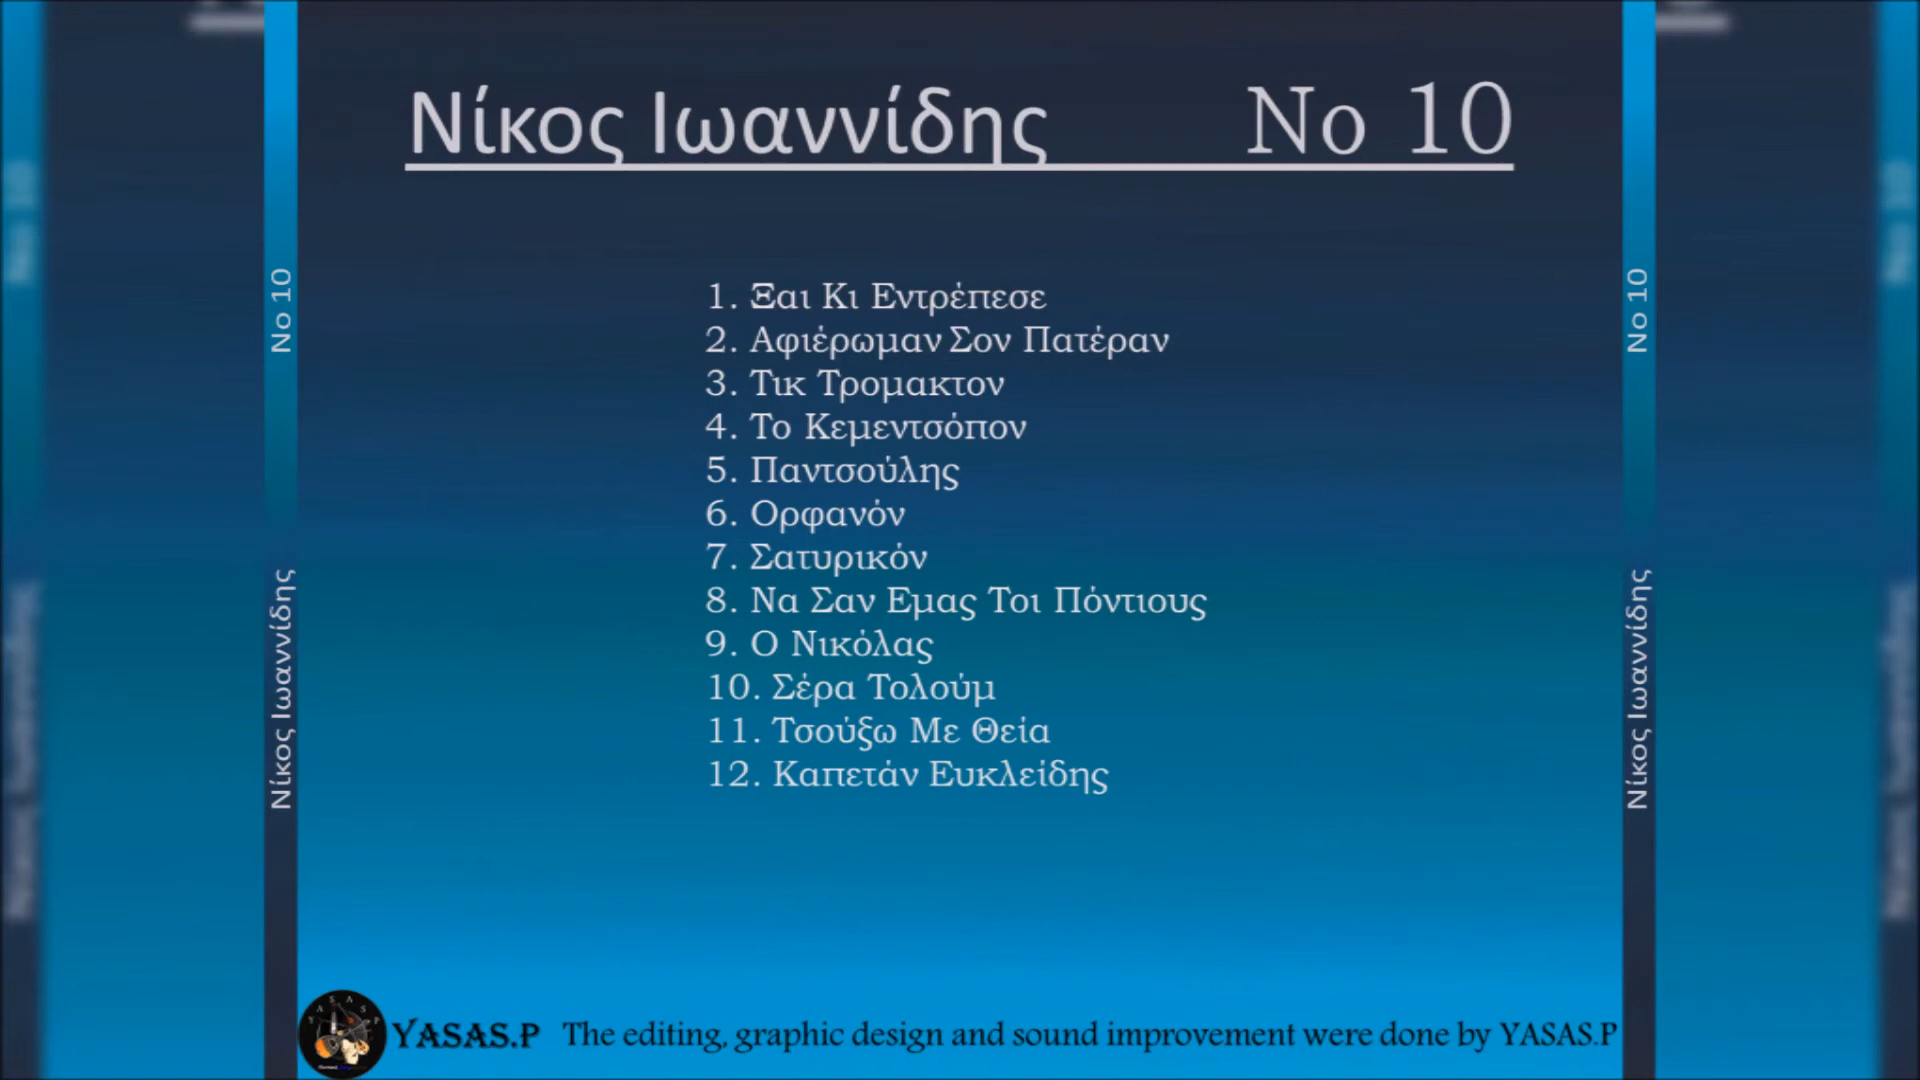 Νίκος Ιωαννίδης No 10
1. Ξαι Κι Εντρέπεσε
2. Αφιέρωμαν Σον Πατέραν
3. Τικ Τρομακτον
4. Το Κεμεντσόπον
5. Παντσούλης
6. Ορφανόν
7. Σατυρικόν
8. Να Σαν Εμας Τοι Πόντιους
9. Ο Νικόλας
10. Σέρα Τολούμ
11. Τσούξω Με Θεία
12. Καπετάν Ευκλείδης
No 10
Νίκος Ιωαννίδης
No 10
Νίκος Ιωαννίδης
YASAS.P
YASAS.P The editing, graphic design and sound improvement were done by YASAS.P